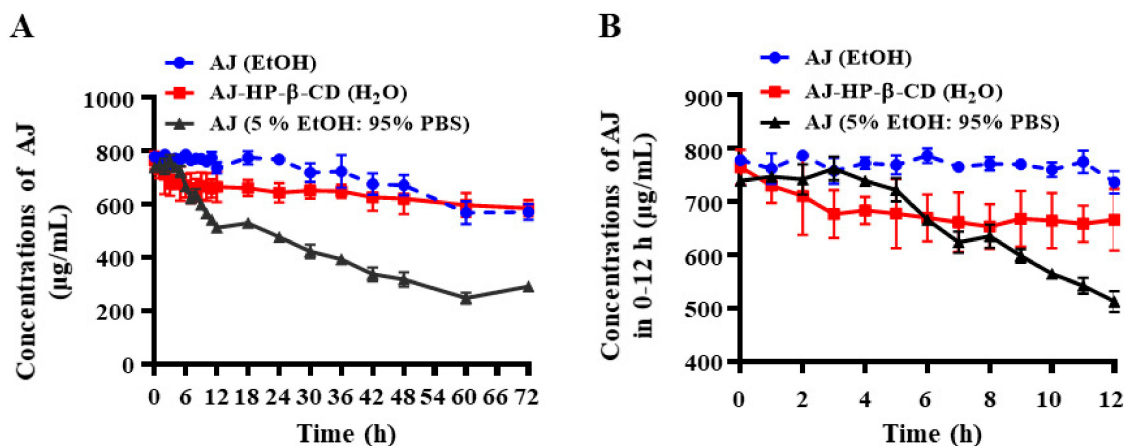 A
AJ (EtOH)
AJ-HP-β-CD (H₂O)
AJ (5 % EtOH: 95% PBS)
Concentrations of AJ
(μg/mL)
1000
800
600
400
200
0
0 6 12 18 24 30 36 42 48 54 60 66 72
Time (h)
B
AJ (EtOH)
AJ-HP-β-CD (H₂O)
AJ (5% EtOH: 95% PBS)
Concentrations of AJ
in 0-12 h (μg/mL)
900
800
700
600
500
400
0 2 4 6 8 10 12
Time (h)